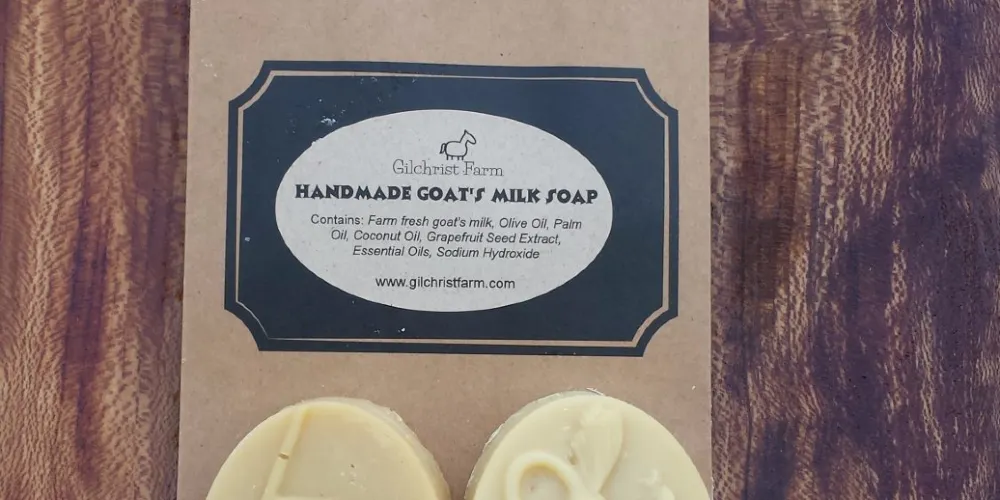 Gilchrist Farm
HANDMADE GOAT'S MILK SOAP
Contains: Farm fresh goat's milk, Olive Oil, Palm
Oil, Coconut Oil, Grapefruit Seed Extract,
Essential Oils, Sodium Hydroxide
www.gilchristfarm.com